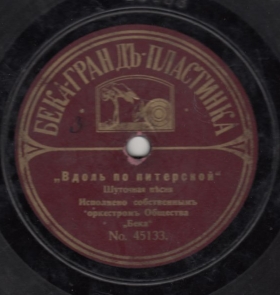 БЕКА-ГРАНДЪ-ПЛАСТИНКА
„Вдоль по питерской“
Шуточная пѣсня
Исполнено собственнымъ
оркестромъ Общества
„Бека“
No. 45133.